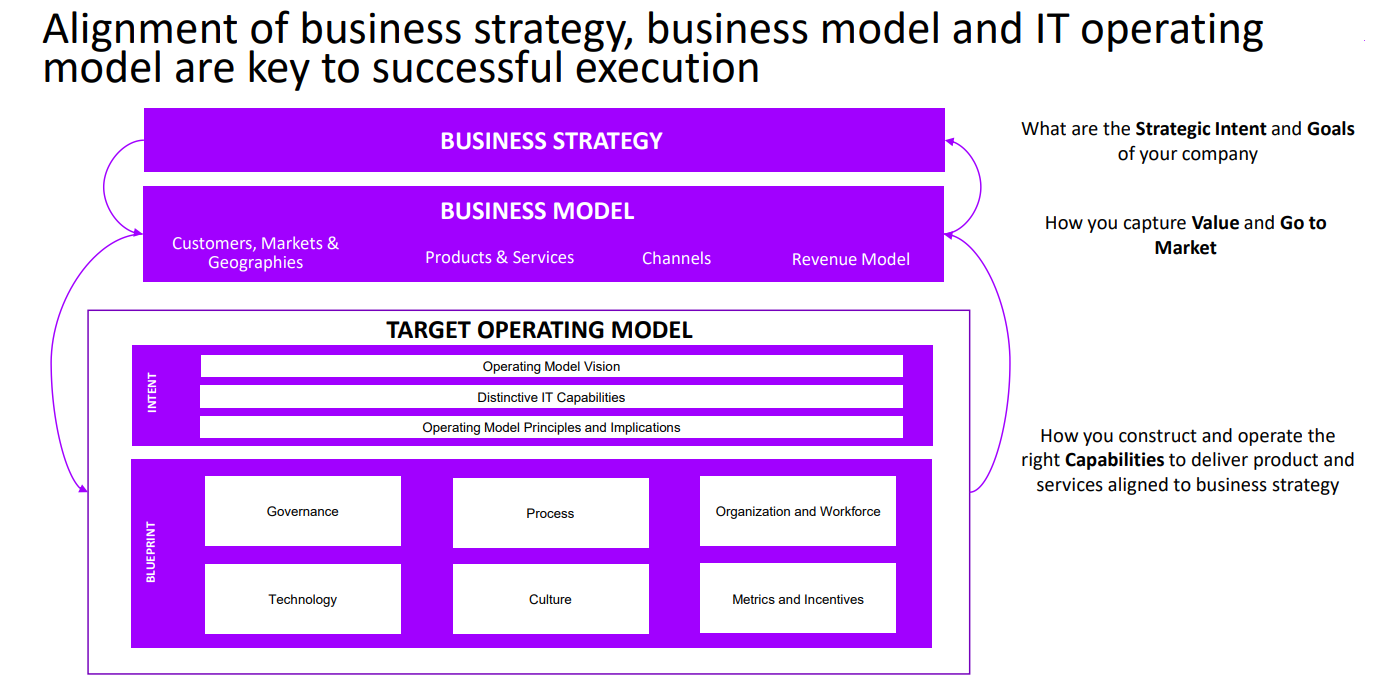 Alignment of business strategy, business model and IT operating
model are key to successful execution
BUSINESS STRATEGY
What are the Strategic Intent and Goals
of your company
BUSINESS MODEL
Customers, Markets &
Geographies
Products & Services
Channels
Revenue Model
How you capture Value and Go to
Market
TARGET OPERATING MODEL
INTENT
Operating Model Vision
Distinctive IT Capabilities
Operating Model Principles and Implications
How you construct and operate the
right Capabilities to deliver product and
services aligned to business strategy
BLUEPRINT
Governance
Process
Organization and Workforce
Technology
Culture
Metrics and Incentives